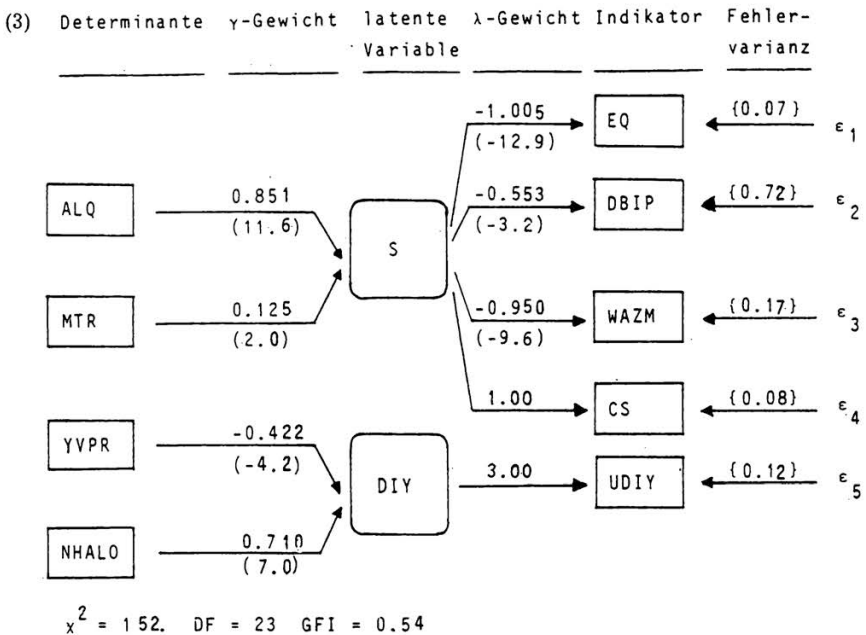 (3) Determinante γ-Gewicht latente λ-Gewicht Indikator Fehler-
Variable varianz
-1.005 EQ {0.07} ε1
(-12.9)
ALQ 0.851 -0.553 DBIP {0.72} ε2
(11.6) (-3.2)
S
MTR 0.125 -0.950 WAZM {0.17} ε3
(2.0) (-9.6)
1.00 CS {0.08} ε4
YVPR -0.422
(-4.2)
DIY 3.00 UDIY {0.12} ε5
NHALO 0.710
(7.0)
χ2 = 152. DF = 23 GFI = 0.54